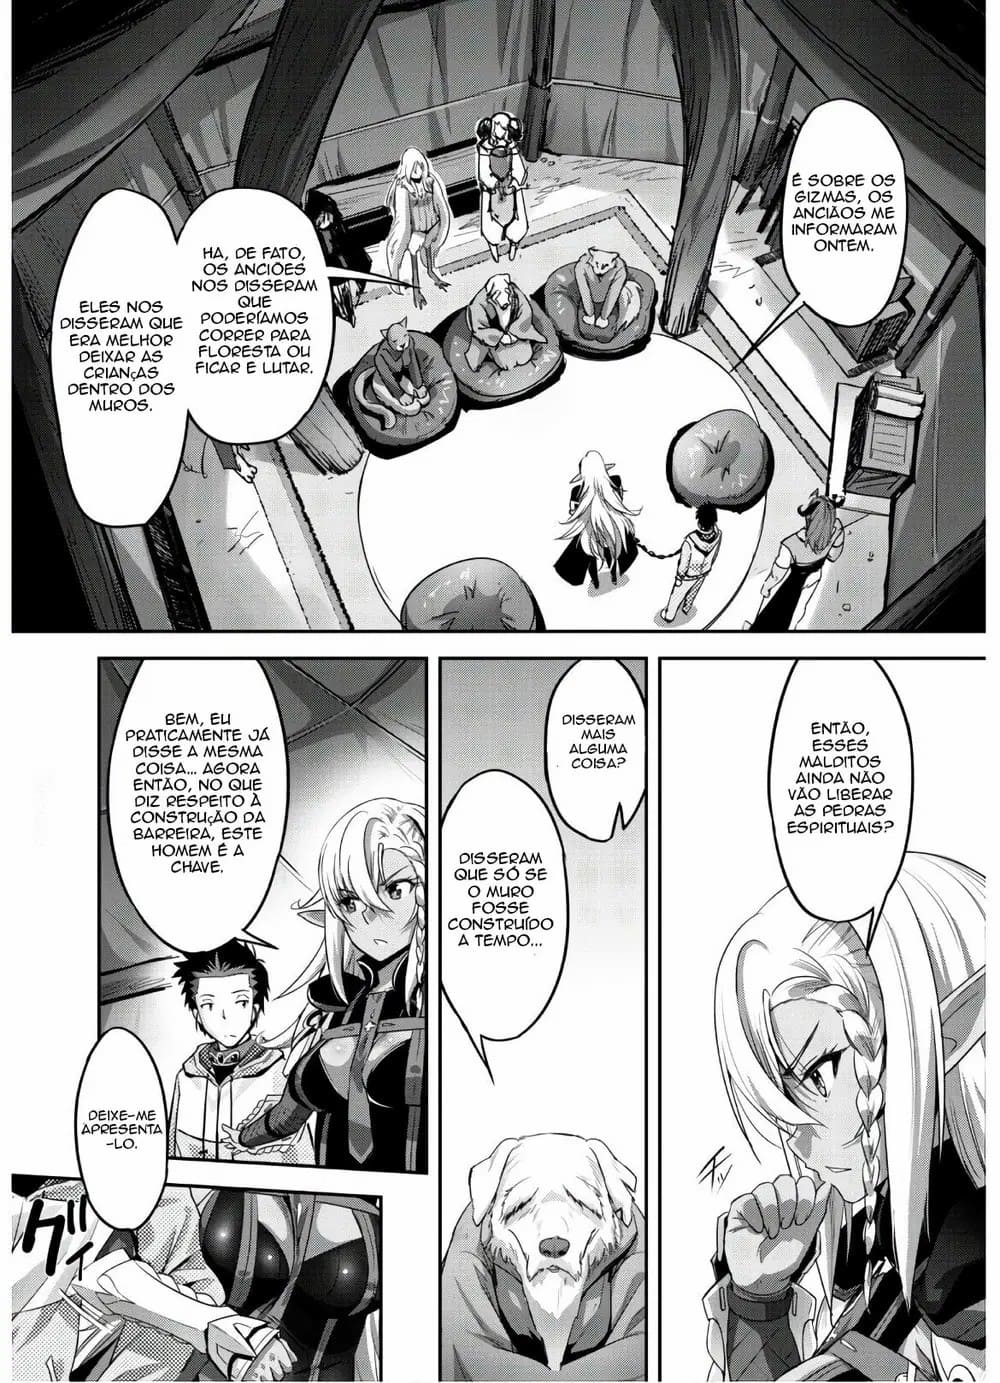 É SOBRE OS
GIZMAS, OS
ANCIÃOS ME
INFORMARAM
ONTEM.
HA, DE FATO,
OS ANCIÕES
NOS DISSERAM
QUE
PODERÍAMOS
CORRER PARA
FLORESTA OU
FICAR E LUTAR.
ELES NOS
DISSERAM QUE
ERA MELHOR
DEIXAR AS
CRIANÇAS
DENTRO DOS
MUROS.
ENTÃO,
ESSES
MALDITOS
AINDA NÃO
VÃO LIBERAR
AS PEDRAS
ESPIRITUAIS?
DISSERAM
MAIS
ALGUMA
COISA?
DISSERAM
QUE SÓ SE
O MURO
FOSSE
CONSTRUÍDO
A TEMPO...
BEM, EU
PRATICAMENTE JÁ
DISSE A MESMA
COISA... AGORA
ENTÃO, NO QUE
DIZ RESPEITO À
CONSTRUÇÃO DA
BARREIRA, ESTE
HOMEM É A
CHAVE.
DEIXE-ME
APRESENTA
-LO.
グイ